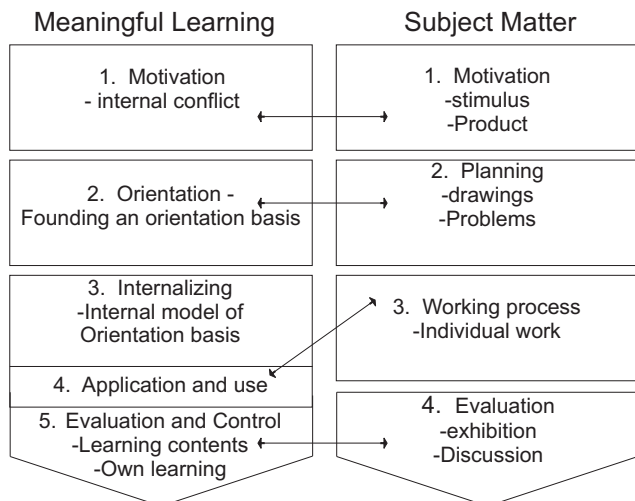 Meaningful Learning
1. Motivation
- internal conflict
2. Orientation -
Founding an orientation basis
3. Internalizing
-Internal model of
Orientation basis
4. Application and use
5. Evaluation and Control
-Learning contents
-Own learning
Subject Matter
1. Motivation
-stimulus
-Product
2. Planning
-drawings
-Problems
3. Working process
-Individual work
4. Evaluation
-exhibition
-Discussion